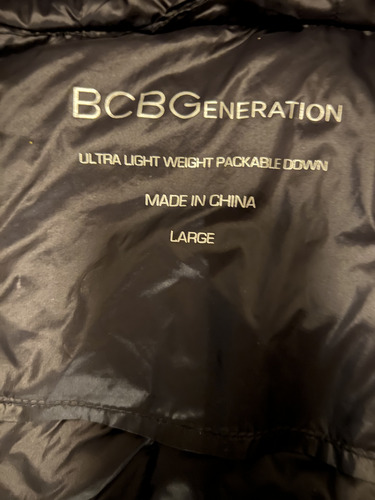 BCBGENERATION
ULTRA LIGHT WEIGHT PACKABLE DOWN
MADE IN CHINA
LARGE